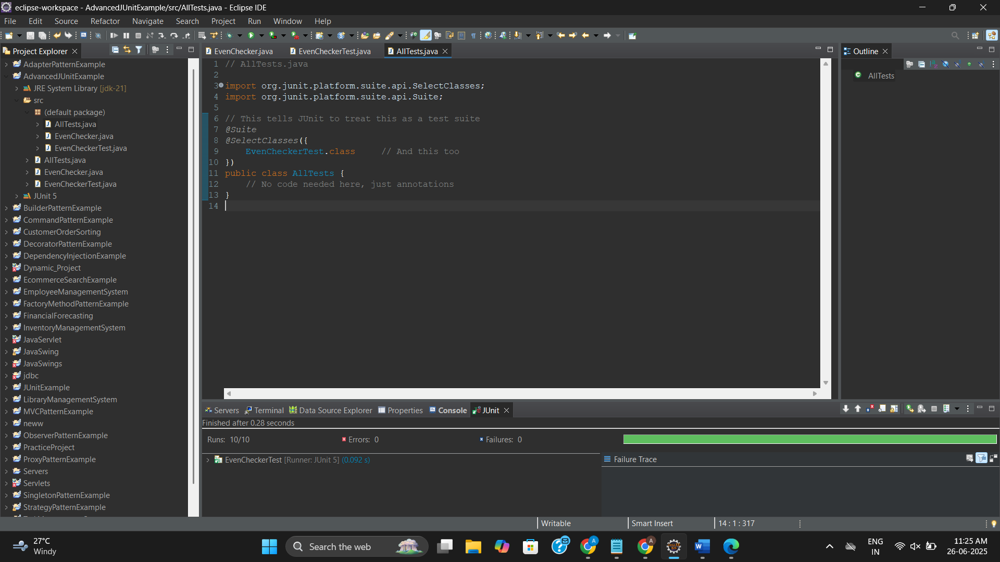 eclipse-workspace - AdvancedJUnitExample/src/AllTests.java - Eclipse IDE
File Edit Source Refactor Navigate Search Project Run Window Help
Project Explorer
AdapterPatternExample
AdvancedJUnitExample
JRE System Library [jdk-21]
src
(default package)
AllTests.java
EvenChecker.java
EvenCheckerTest.java
AllTests.java
EvenChecker.java
EvenCheckerTest.java
JUnit 5
BuilderPatternExample
CommandPatternExample
CustomerOrderSorting
DecoratorPatternExample
DependencyInjectionExample
Dynamic_Project
EcommerceSearchExample
EmployeeManagementSystem
FactoryMethodPatternExample
FinancialForecasting
InventoryManagementSystem
JavaServlet
JavaSwing
JavaSwings
jdbc
JUnitExample
LibraryManagementSystem
MVCPatternExample
neww
ObserverPatternExample
PracticeProject
ProxyPatternExample
Servers
Servlets
SingletonPatternExample
StrategyPatternExample
EvenChecker.java EvenCheckerTest.java AllTests.java
1 // AllTests.java
2
3 import org.junit.platform.suite.api.SelectClasses;
4 import org.junit.platform.suite.api.Suite;
5
6 // This tells JUnit to treat this as a test suite
7 @Suite
8 @SelectClasses({
9 EvenCheckerTest.class // And this too
10 })
11 public class AllTests {
12 // No code needed here, just annotations
13 }
14
Outline
AllTests
Servers Terminal Data Source Explorer Properties Console JUnit
Finished after 0.28 seconds
Runs: 10/10 Errors: 0 Failures: 0
EvenCheckerTest [Runner: JUnit 5] (0.092 s)
Failure Trace
Writable Smart Insert 14 : 1 : 317
27°C
Windy
Search the web
ENG
IN
11:25 AM
26-06-2025